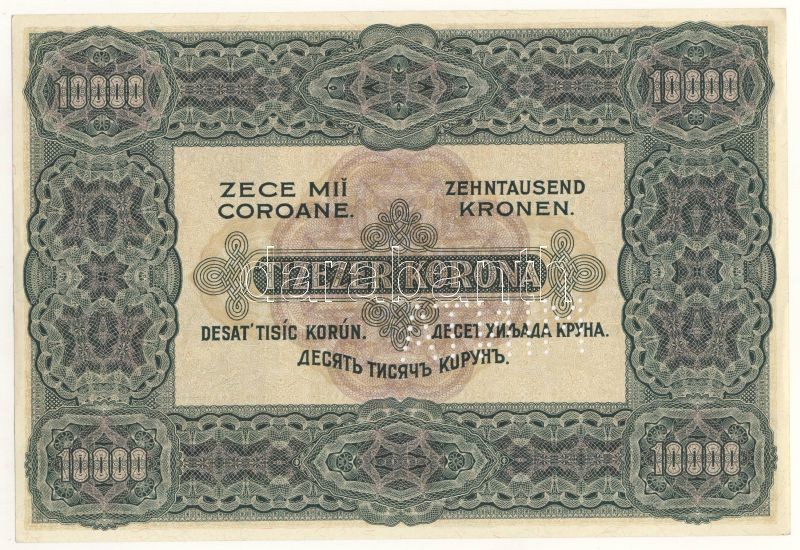 10000 10000
ZECE MIĬ
COROANE.
ZEHNTAUSEND
KRONEN.
TIZEZER KORONA
DESAT' TISÍC KORÚN.
ДЕСЕТ ХИЉАДА КРУНА.
ДЕСЯТЬ ТИСЯЧЪ КОРУНЪ.
10000 10000